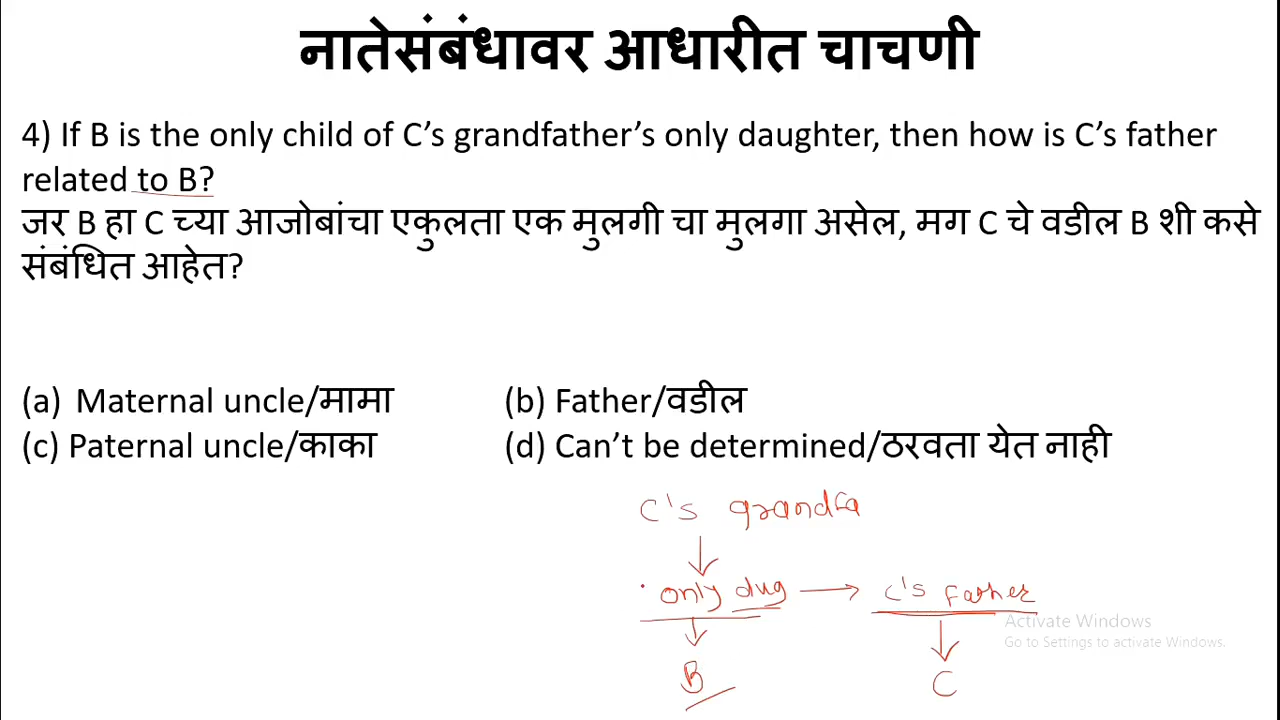 नातेसंबंधावर आधारीत चाचणी
4) If B is the only child of C’s grandfather’s only daughter, then how is C’s father
related to B?
जर B हा C च्या आजोबांचा एकुलता एक मुलगी चा मुलगा असेल, मग C चे वडील B शी कसे
संबंधित आहेत?
(a) Maternal uncle/मामा (b) Father/वडील
(c) Paternal uncle/काका (d) Can’t be determined/ठरवता येत नाही
C's grandfa
only dug → C's Father
Activate Windows
Go to Settings to activate Windows.
B C